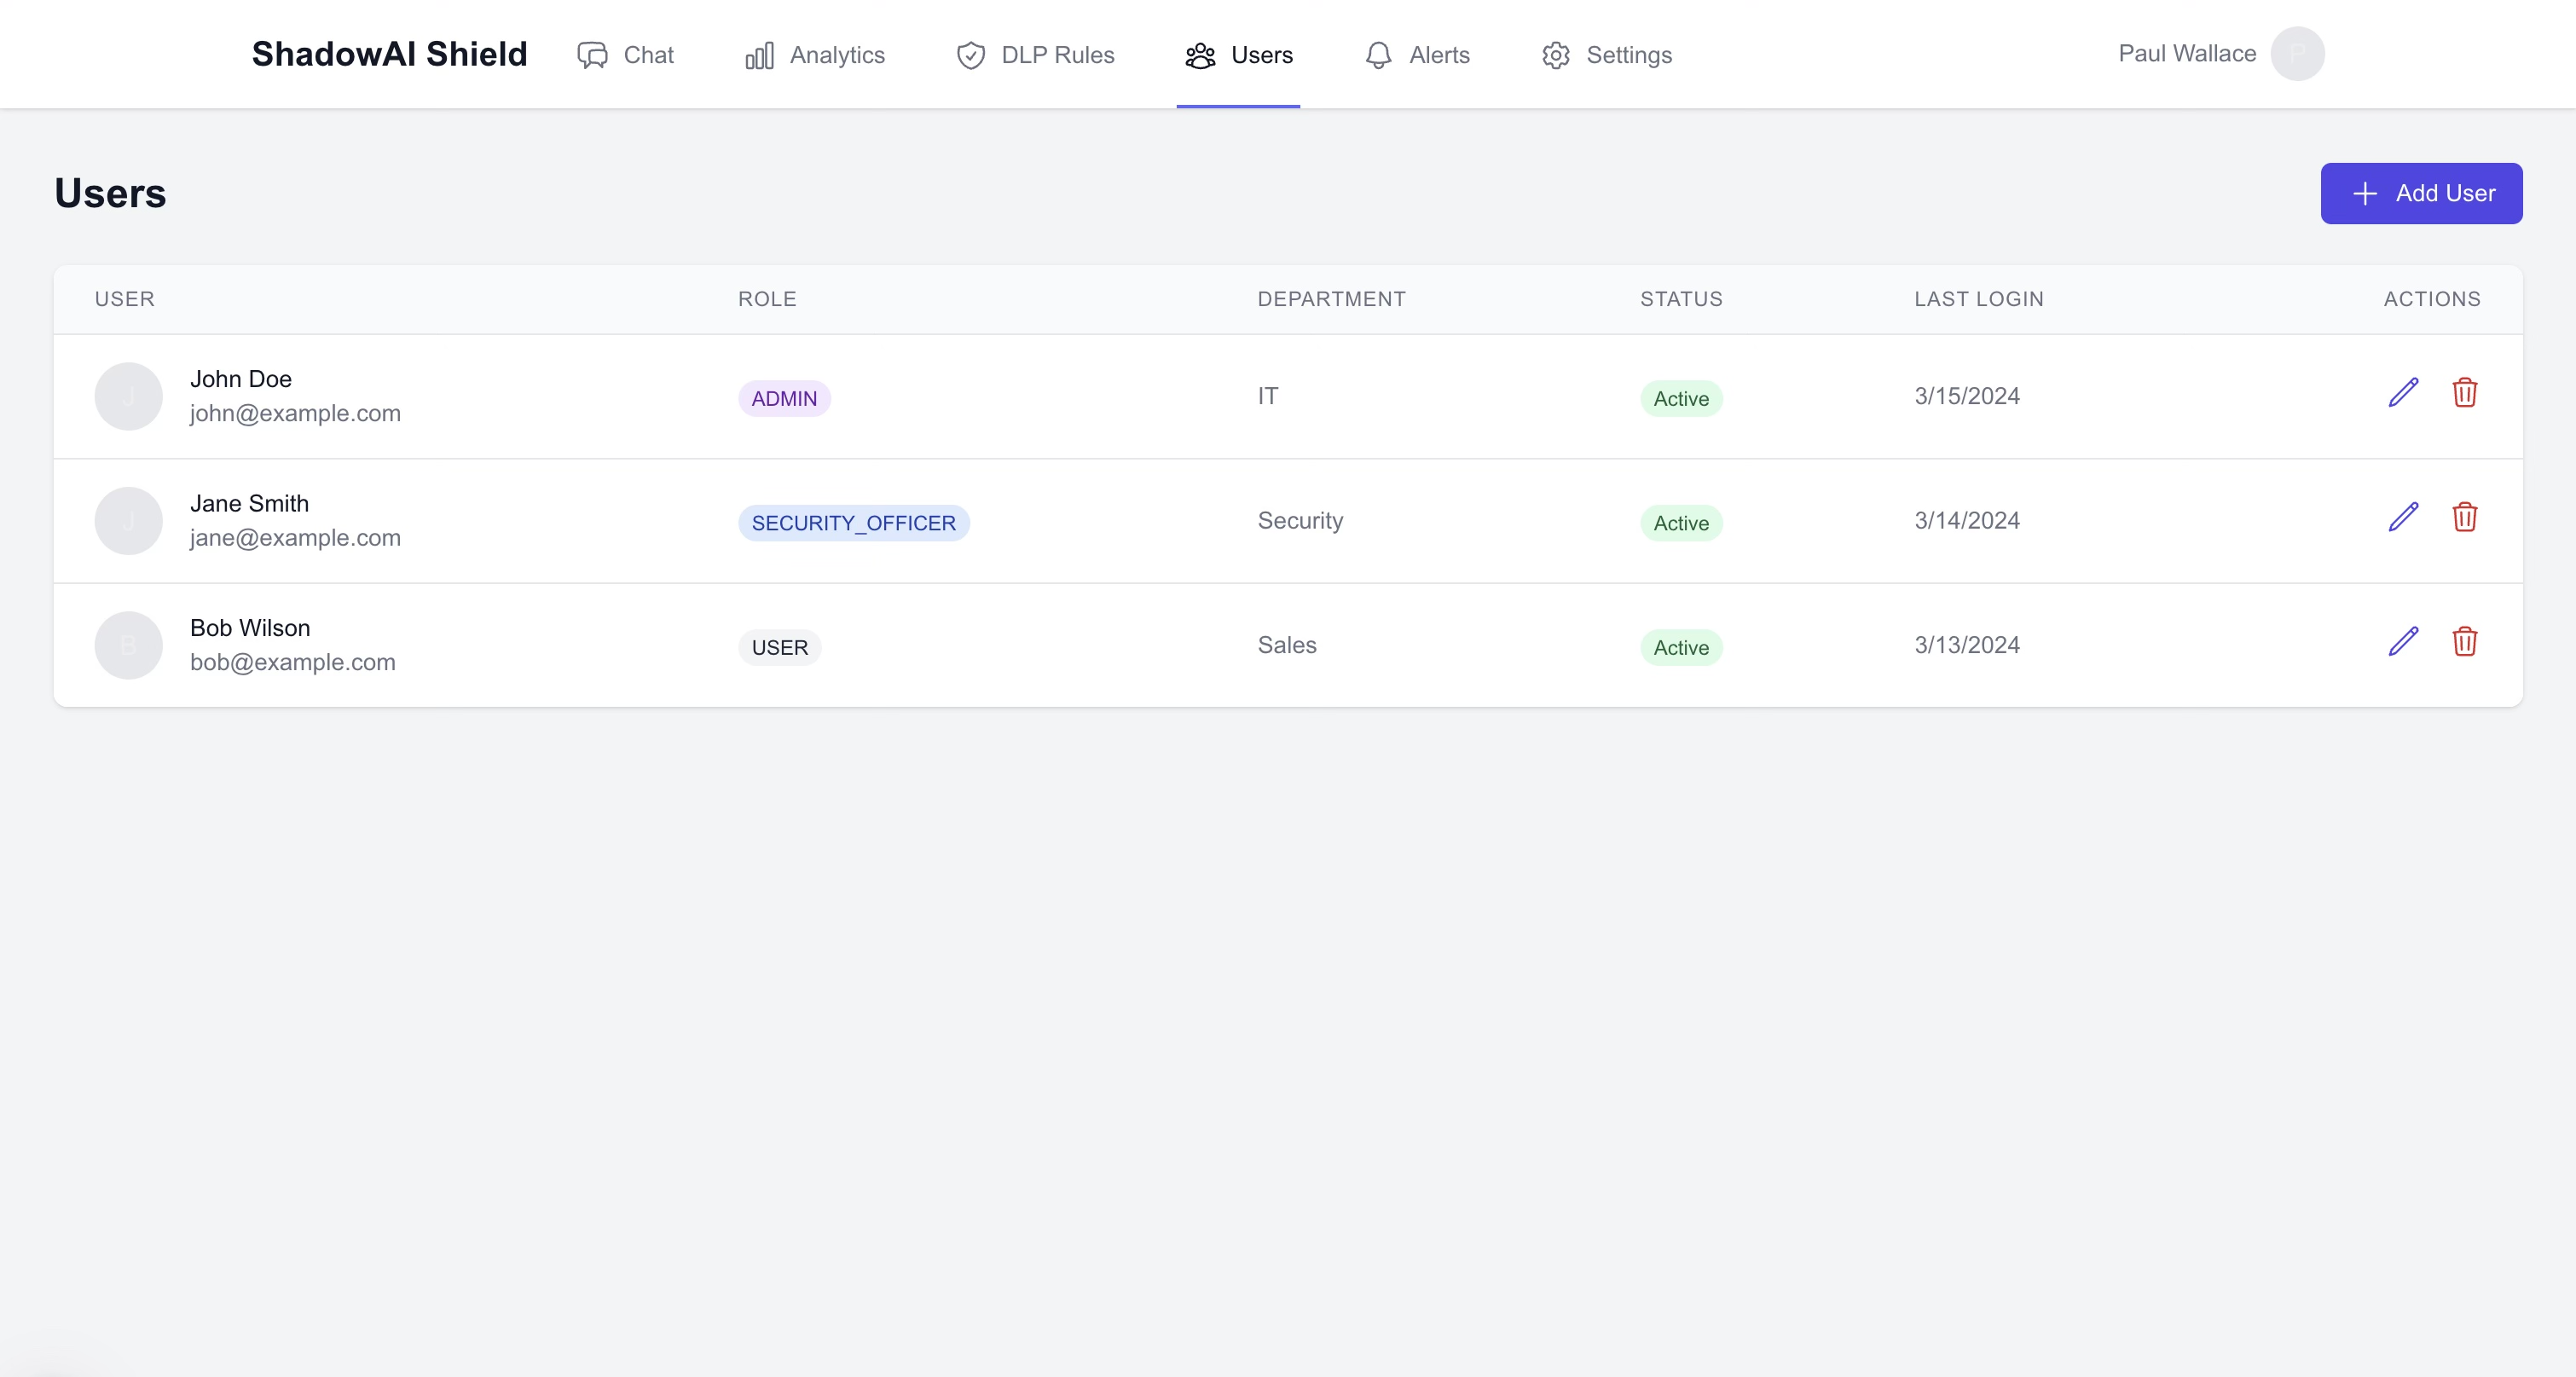 ShadowAI Shield Chat Analytics DLP Rules Users Alerts Settings Paul Wallace P
Users
Add User
USER ROLE DEPARTMENT STATUS LAST LOGIN ACTIONS
J
John Doe
john@example.com
ADMIN IT Active 3/15/2024
J
Jane Smith
jane@example.com
SECURITY_OFFICER Security Active 3/14/2024
B
Bob Wilson
bob@example.com
USER Sales Active 3/13/2024